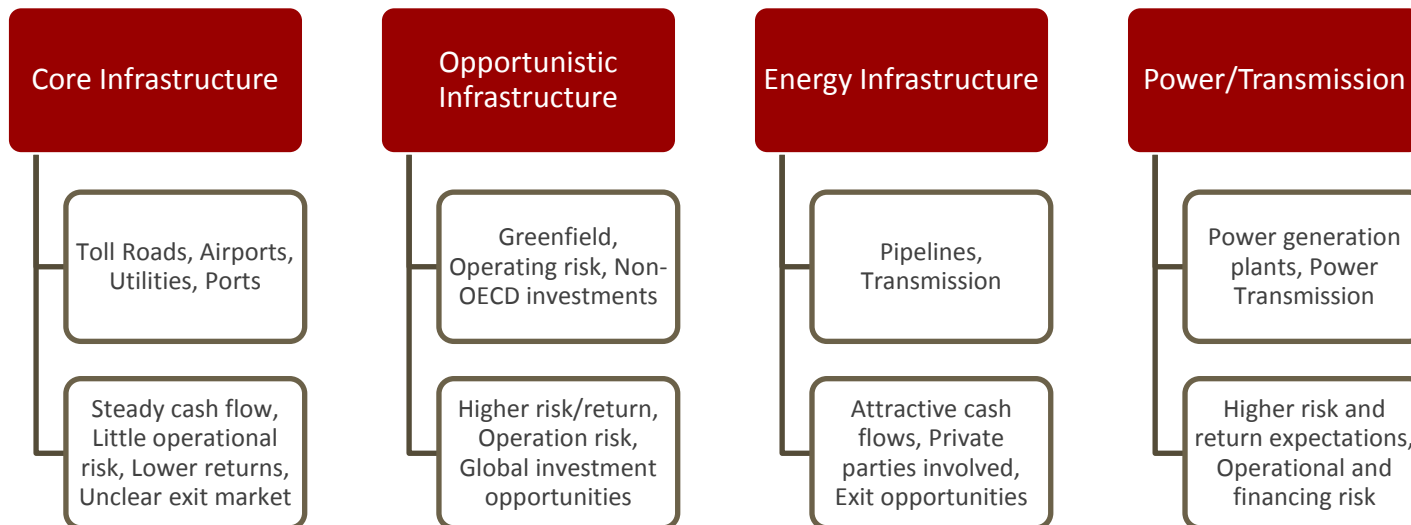 Core Infrastructure
Toll Roads, Airports,
Utilities, Ports
Steady cash flow,
Little operational
risk, Lower returns,
Unclear exit market
Opportunistic
Infrastructure
Greenfield,
Operating risk, Non-
OECD investments
Higher risk/return,
Operation risk,
Global investment
opportunities
Energy Infrastructure
Pipelines,
Transmission
Attractive cash
flows, Private
parties involved,
Exit opportunities
Power/Transmission
Power generation
plants, Power
Transmission
Higher risk and
return expectations,
Operational and
financing risk